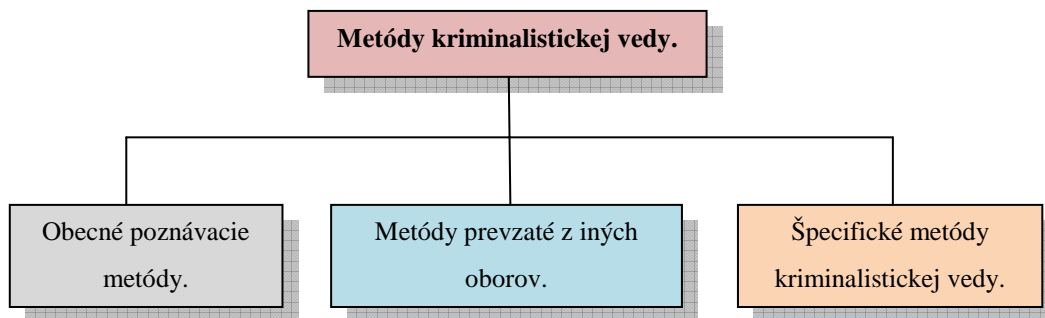 Metódy kriminalistickej vedy.
Obecné poznávacie
metódy.
Metódy prevzaté z iných
oborov.
Špecifické metódy
kriminalistickej vedy.